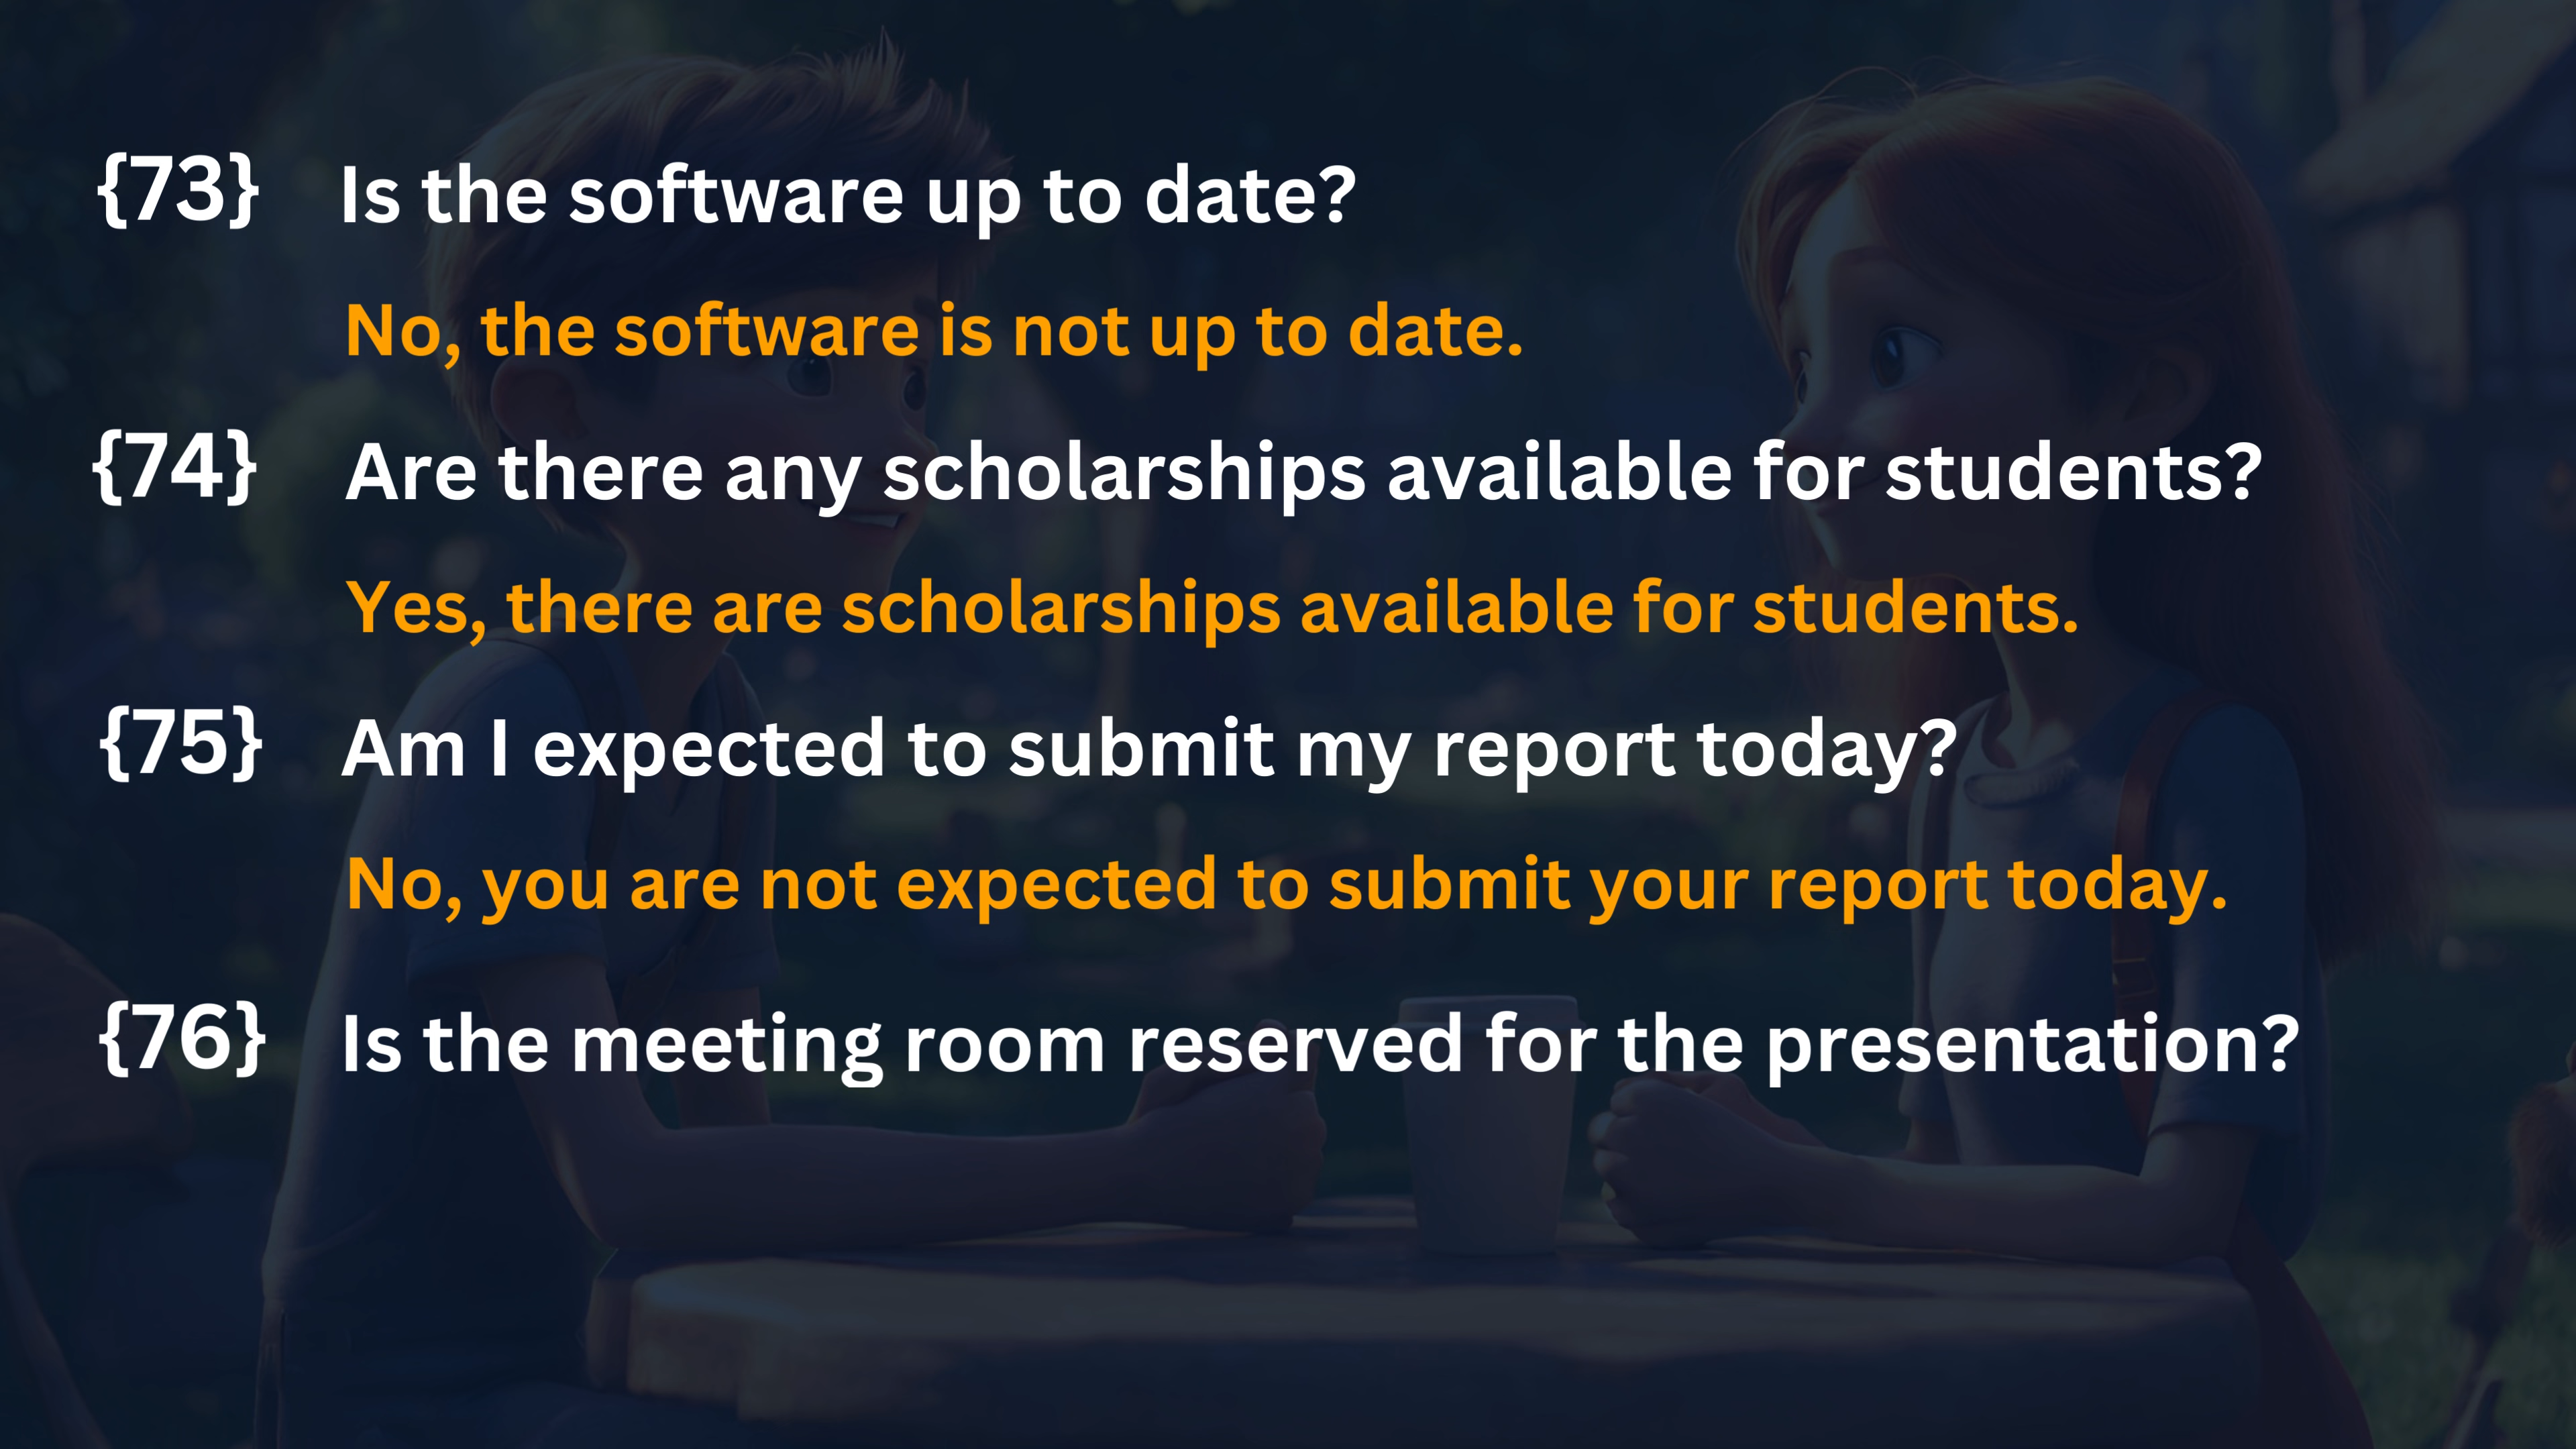 {73} Is the software up to date?
No, the software is not up to date.
{74} Are there any scholarships available for students?
Yes, there are scholarships available for students.
{75} Am I expected to submit my report today?
No, you are not expected to submit your report today.
{76} Is the meeting room reserved for the presentation?